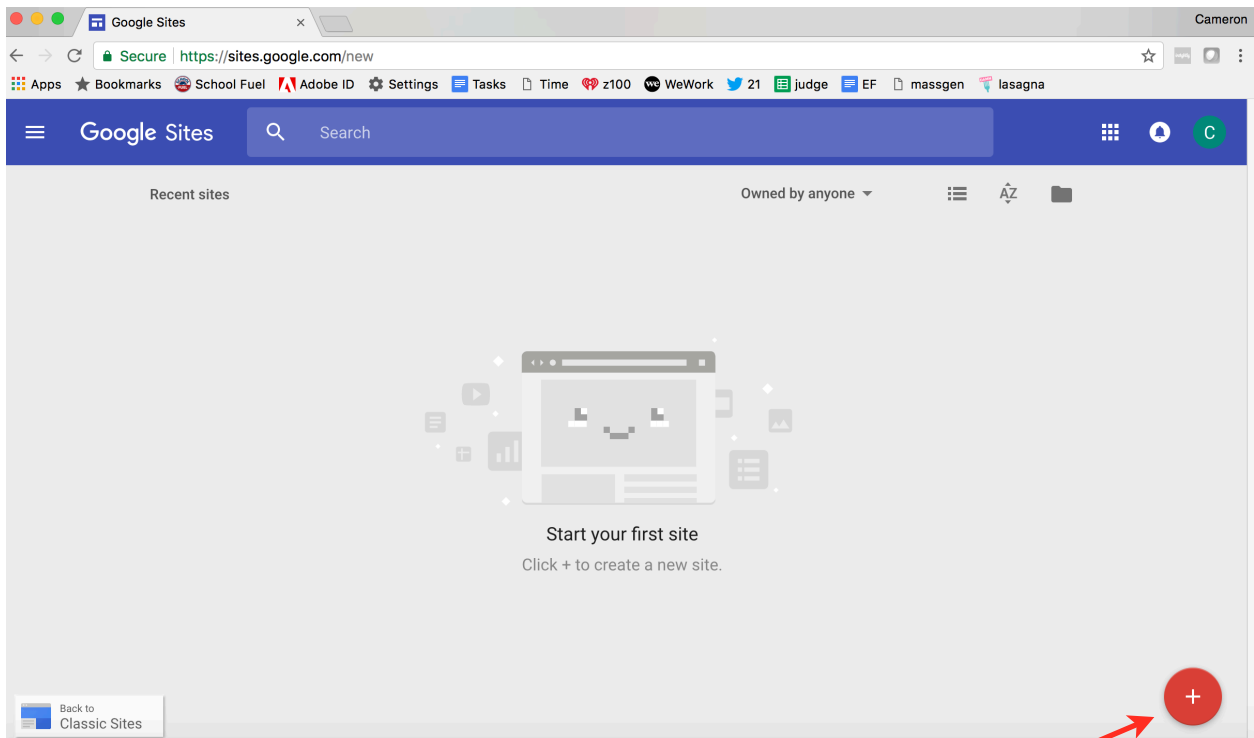 Google Sites
Cameron
Secure https://sites.google.com/new
Apps Bookmarks School Fuel Adobe ID Settings Tasks Time z100 we WeWork 21 judge EF massgen lasagna
Google Sites Search C
Recent sites Owned by anyone AZ
Start your first site
Click + to create a new site.
Back to
Classic Sites
+